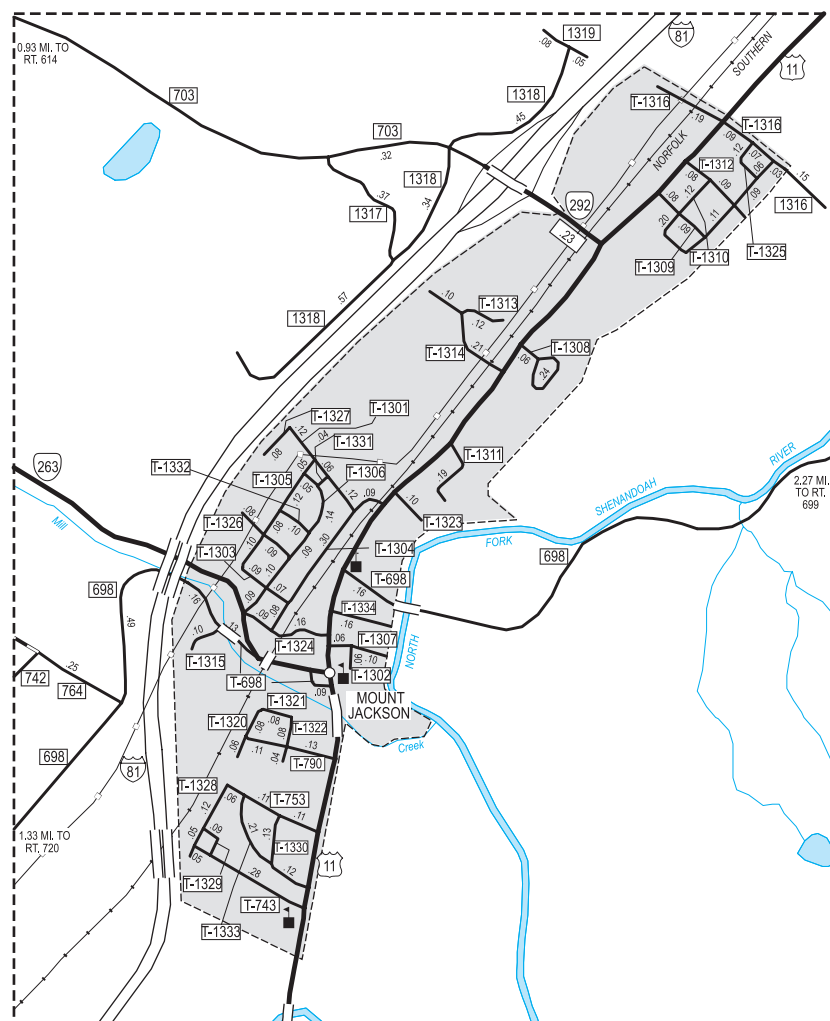 1319
81
.08
.05
SOUTHERN
11
0.93 MI. TO
RT. 614
703
1318
T-1316
.19
T-1316
.45
703
.32
NORFOLK
.09
.12
.07
T-1312
.06
.03
.15
1318
.08
.09
.37
.34
292
.08
.12
.09
1316
1317
.23
.20
.09
.11
T-1325
T-1310
T-1309
.57
.10
T-1313
1318
.12
T-1308
T-1314
.21
.06
.24
T-1301
T-1327
.12
.04
T-1331
.08
T-1311
263
T-1332
.05
.06
T-1306
RIVER
T-1305
.05
.12
.19
2.27 MI.
TO RT.
699
.12
.09
SHENANDOAH
.08
.14
.10
T-1326
.10
.08
T-1323
Mill
.30
FORK
T-1303
.10
.09
.09
T-1304
698
.09
.10
T-698
698
.16
.09
.07
.16
.49
.09
.08
T-1334
.13
.16
.16
NORTH
.10
T-1324
.06
T-1307
T-1315
.06
.10
.25
T-1302
742
764
T-698
.09
MOUNT
JACKSON
T-1321
T-1320
.08
.08
T-1322
.08
Creek
698
.06
.11
.04
.13
T-790
81
T-1328
.06
.11
T-753
.12
.11
1.33 MI. TO
RT. 720
.05
.09
.21
.13
T-1330
.05
11
.28
.12
T-1329
T-743
T-1333